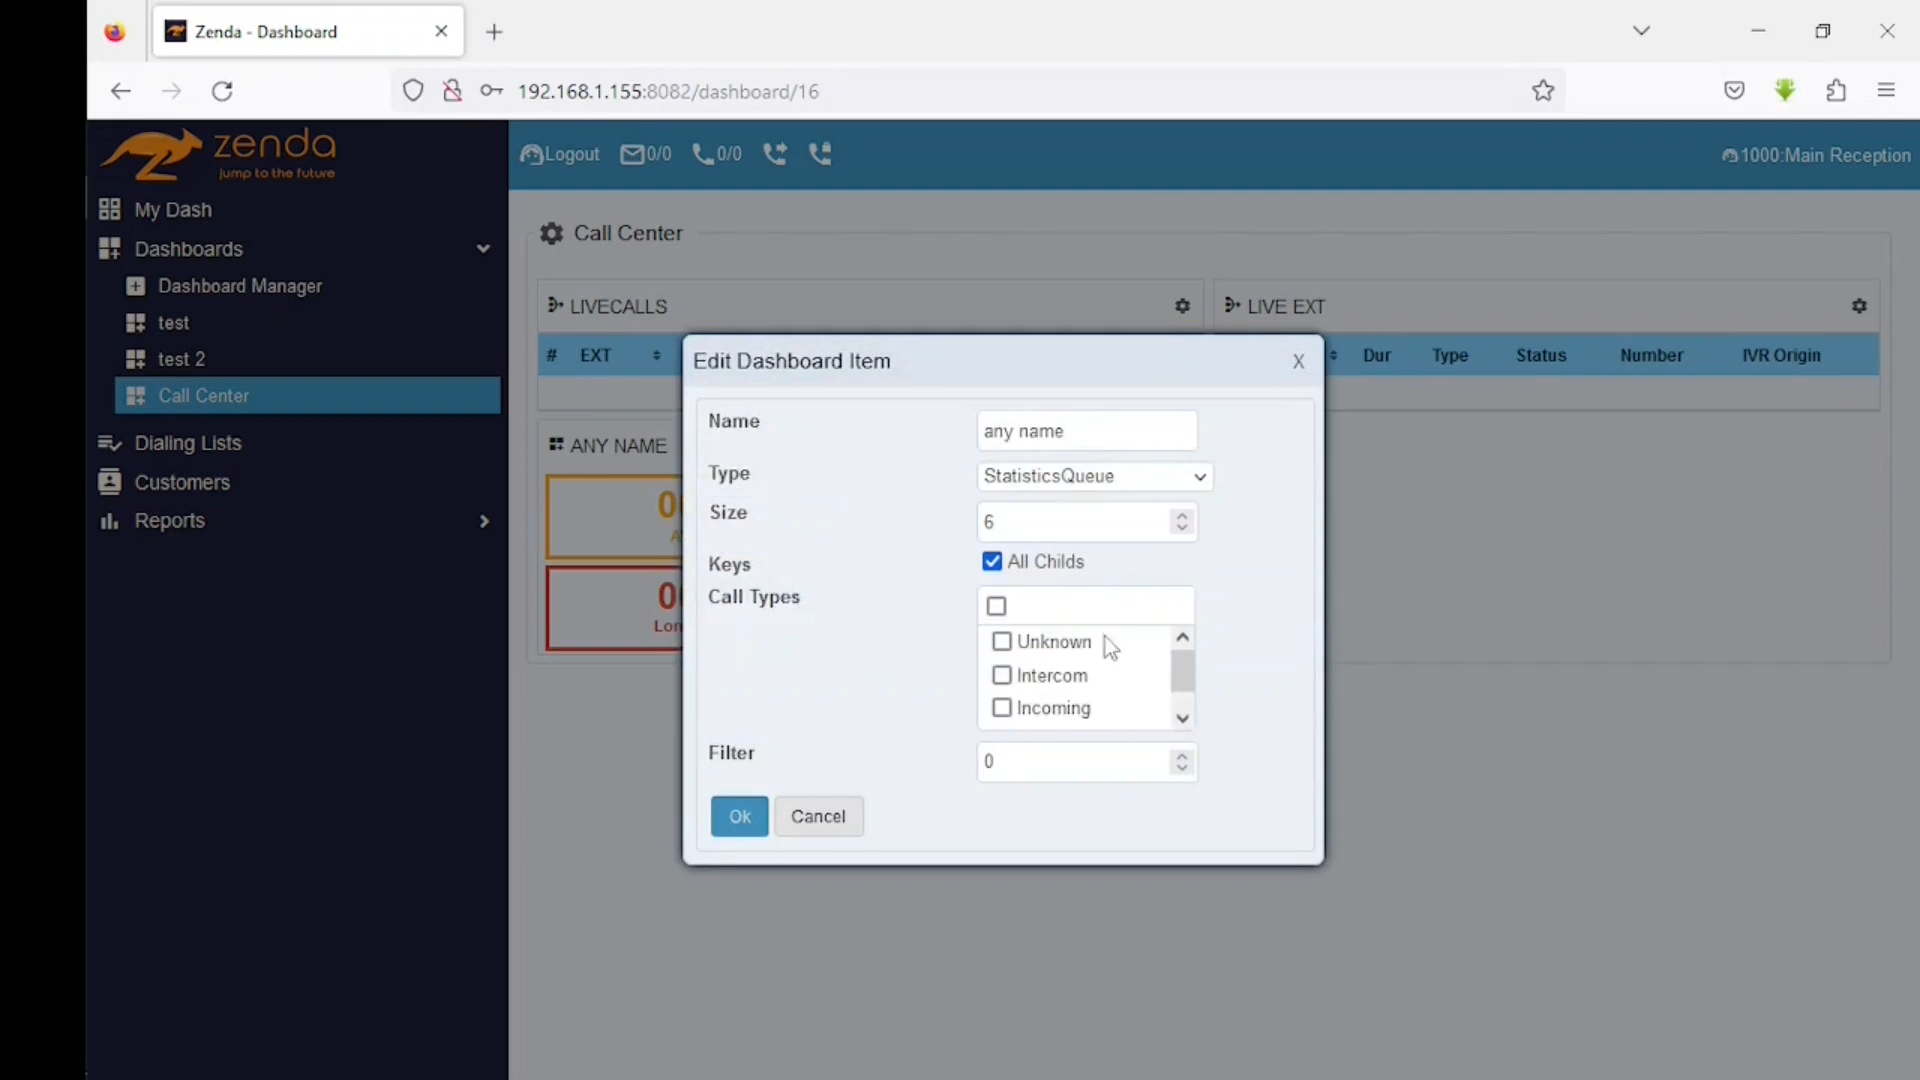 Zenda - Dashboard
192.168.1.155:8082/dashboard/16
zenda
jump to the future
Logout 0/0 0/0
1000:Main Reception
My Dash
Dashboards
Dashboard Manager
test
test 2
Call Center
Dialing Lists
Customers
Reports
Call Center
LIVECALLS
LIVE EXT
# EXT
Dur Type Status Number IVR Origin
ANY NAME
Edit Dashboard Item X
Name any name
Type StatisticsQueue
Size 6
Keys All Childs
Call Types
Unknown
Intercom
Incoming
Filter 0
Ok Cancel